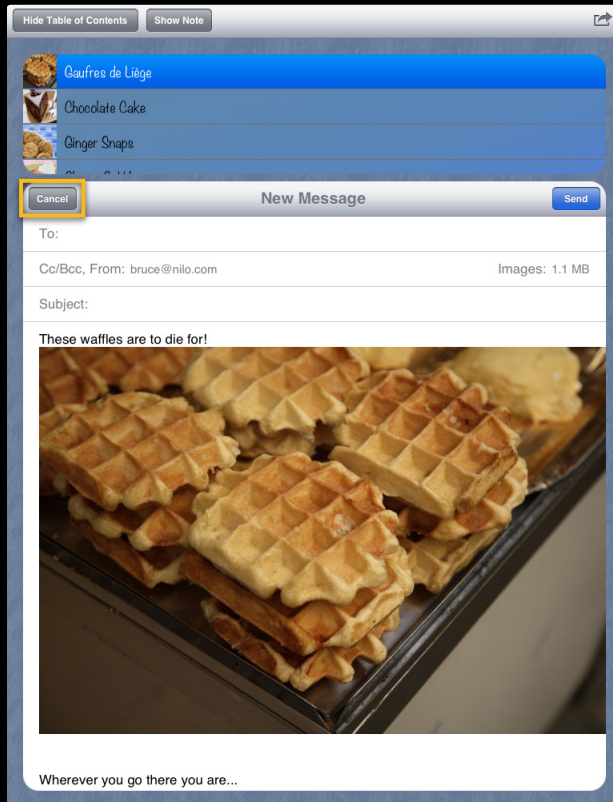 Hide Table of Contents Show Note
Gaufres de Liège
Chocolate Cake
Ginger Snaps
Cancel New Message Send
To:
Cc/Bcc, From: bruce@nilo.com Images: 1.1 MB
Subject:
These waffles are to die for!
Wherever you go there you are...